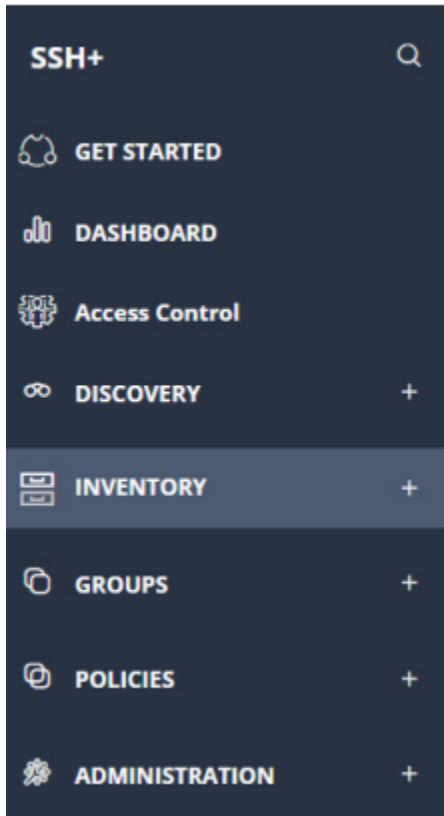 SSH+
GET STARTED
DASHBOARD
Access Control
DISCOVERY +
INVENTORY +
GROUPS +
POLICIES +
ADMINISTRATION +